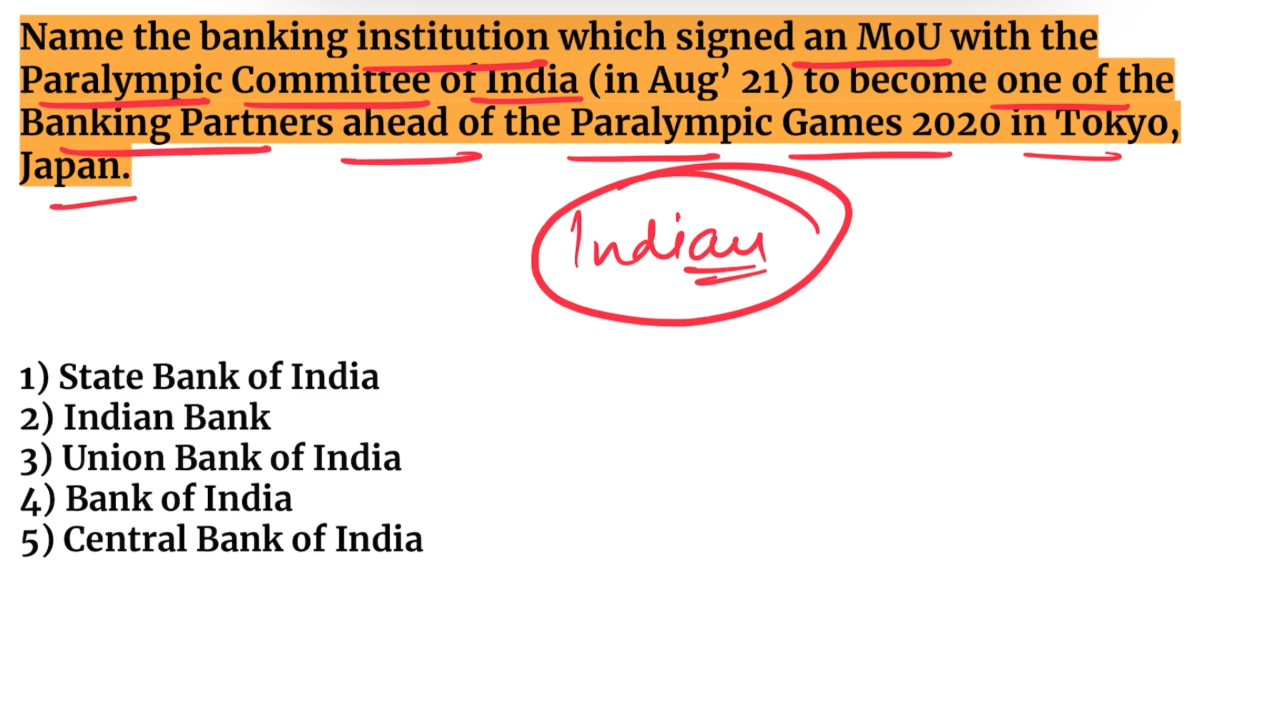 Name the banking institution which signed an MoU with the
Paralympic Committee of India (in Aug’ 21) to become one of the
Banking Partners ahead of the Paralympic Games 2020 in Tokyo,
Japan.
Indian
1) State Bank of India
2) Indian Bank
3) Union Bank of India
4) Bank of India
5) Central Bank of India